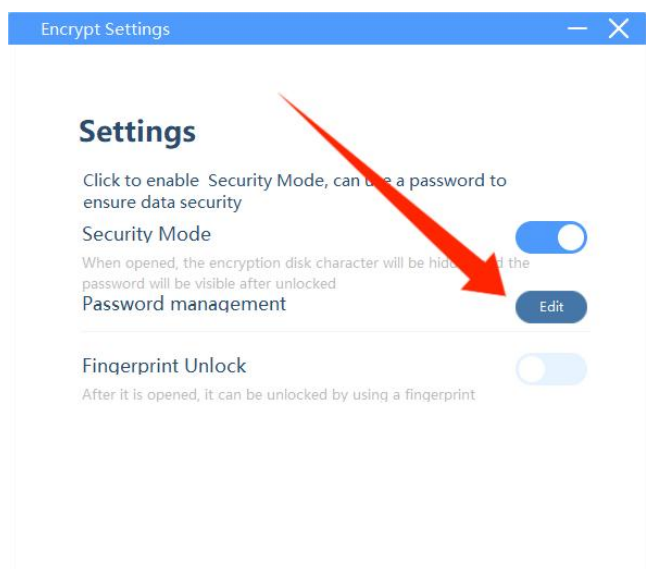 Encrypt Settings
Settings
Click to enable Security Mode, can use a password to
ensure data security
Security Mode
When opened, the encryption disk character will be the
password will be visible after unlocked
Password management
Edit
Fingerprint Unlock
After it is opened, it can be unlocked by using a fingerprint